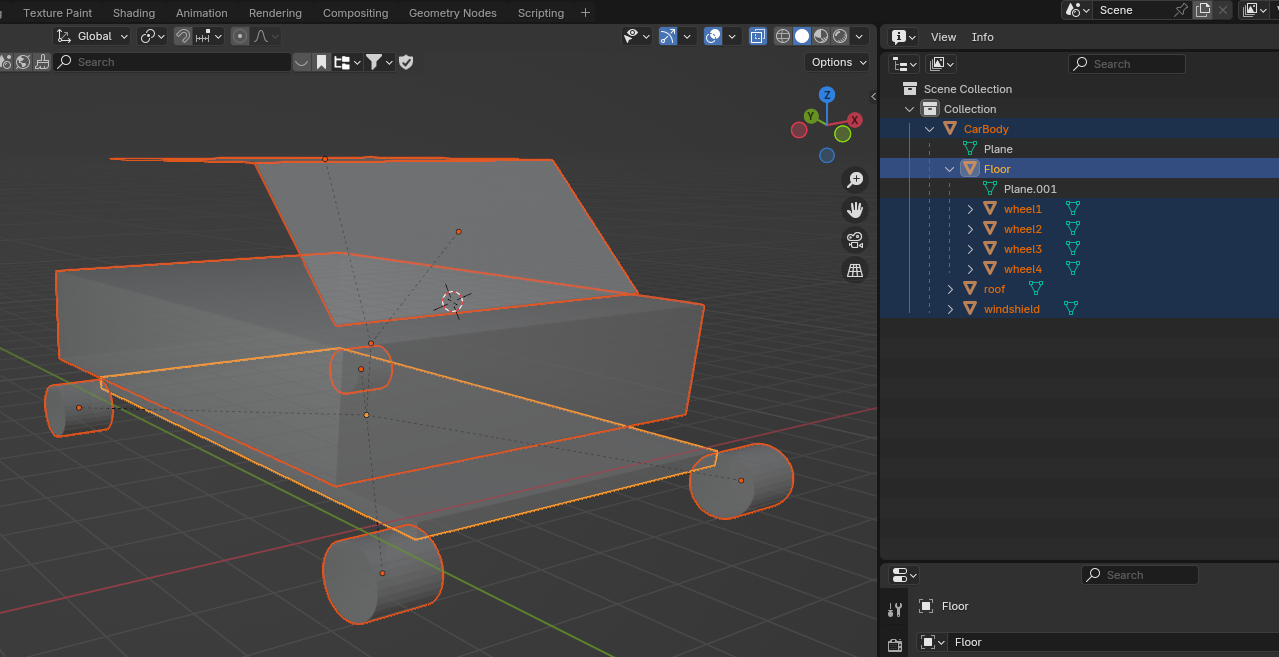 Texture Paint Shading Animation Rendering Compositing Geometry Nodes Scripting +
Scene
Global
View Info
Search
Options
Search
Scene Collection
Collection
CarBody
Plane
Floor
Plane.001
wheel1
wheel2
wheel3
wheel4
roof
windshield
Z
Y
X
Search
Floor
Floor